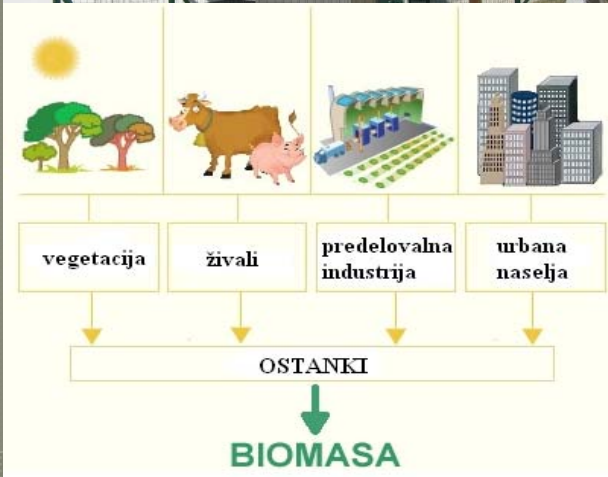 vegetacija
živali
predelovalna
industrija
urbana
naselja
OSTANKI
BIOMASA